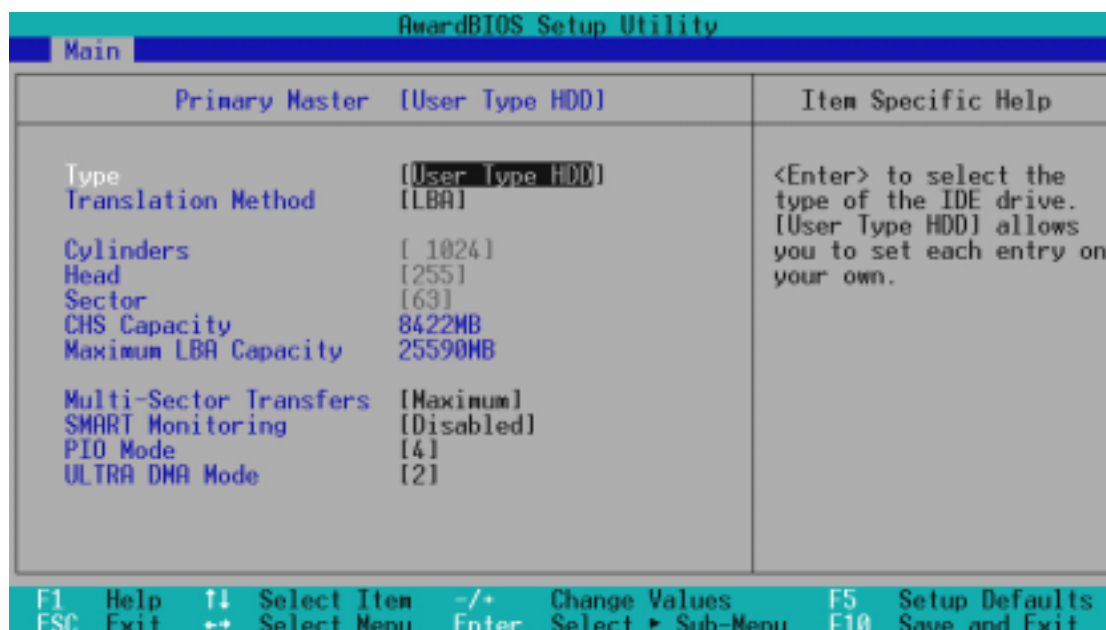 AwardBIOS Setup Utility
Main
Primary Master [User Type HDD]
Item Specific Help
Type [User Type HDD]
Translation Method [LBA]
Cylinders [ 1024]
Head [255]
Sector [63]
CHS Capacity 8422MB
Maximum LBA Capacity 25590MB
Multi-Sector Transfers [Maximum]
SMART Monitoring [Disabled]
PIO Mode [4]
ULTRA DMA Mode [2]
<Enter> to select the
type of the IDE drive.
[User Type HDD] allows
you to set each entry on
your own.
F1 Help ↑↓ Select Item -/+ Change Values F5 Setup Defaults
ESC Exit ←→ Select Menu Enter Select ► Sub-Menu F10 Save and Exit